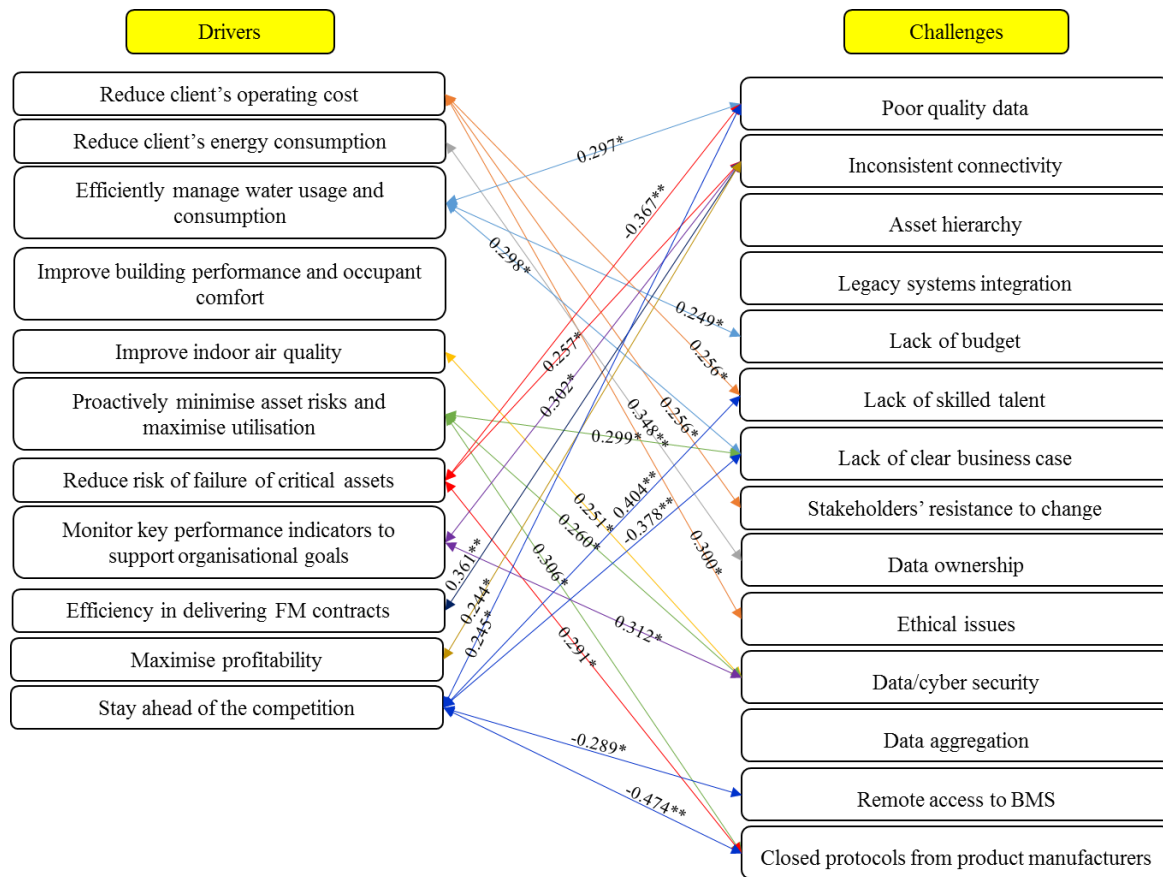 Drivers
Challenges
Reduce client’s operating cost
Reduce client’s energy consumption
Efficiently manage water usage and
consumption
Improve building performance and occupant
comfort
Improve indoor air quality
Proactively minimise asset risks and
maximise utilisation
Reduce risk of failure of critical assets
Monitor key performance indicators to
support organisational goals
Efficiency in delivering FM contracts
Maximise profitability
Stay ahead of the competition
0.297*
-0.367**
0.298*
0.249*
0.257*
0.256*
0.302*
0.256*
0.348**
0.299*
0.404**
-0.378**
0.251*
0.260*
0.300*
0.361**
0.306*
0.244*
0.245*
0.312*
0.291*
-0.289*
-0.474**
Poor quality data
Inconsistent connectivity
Asset hierarchy
Legacy systems integration
Lack of budget
Lack of skilled talent
Lack of clear business case
Stakeholders’ resistance to change
Data ownership
Ethical issues
Data/cyber security
Data aggregation
Remote access to BMS
Closed protocols from product manufacturers